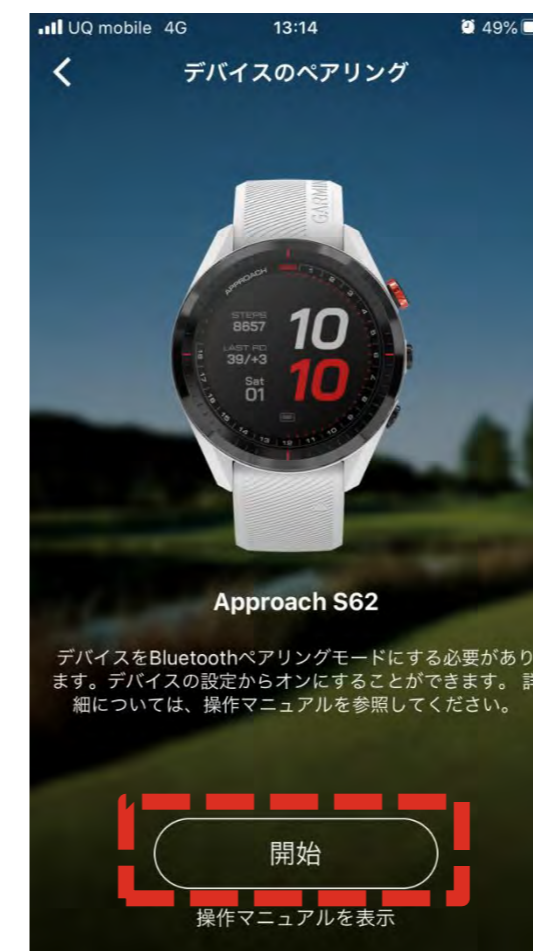 UQ mobile 4G 13:14 49%
デバイスのペアリング
GARMIN
APPROACH
STEPS
8657
LAST RD
39/+3
Sat
01
10
10
Approach S62
デバイスをBluetoothペアリングモードにする必要があり
ます。デバイスの設定からオンにすることができます。 詳
細については、操作マニュアルを参照してください。
開始
操作マニュアルを表示